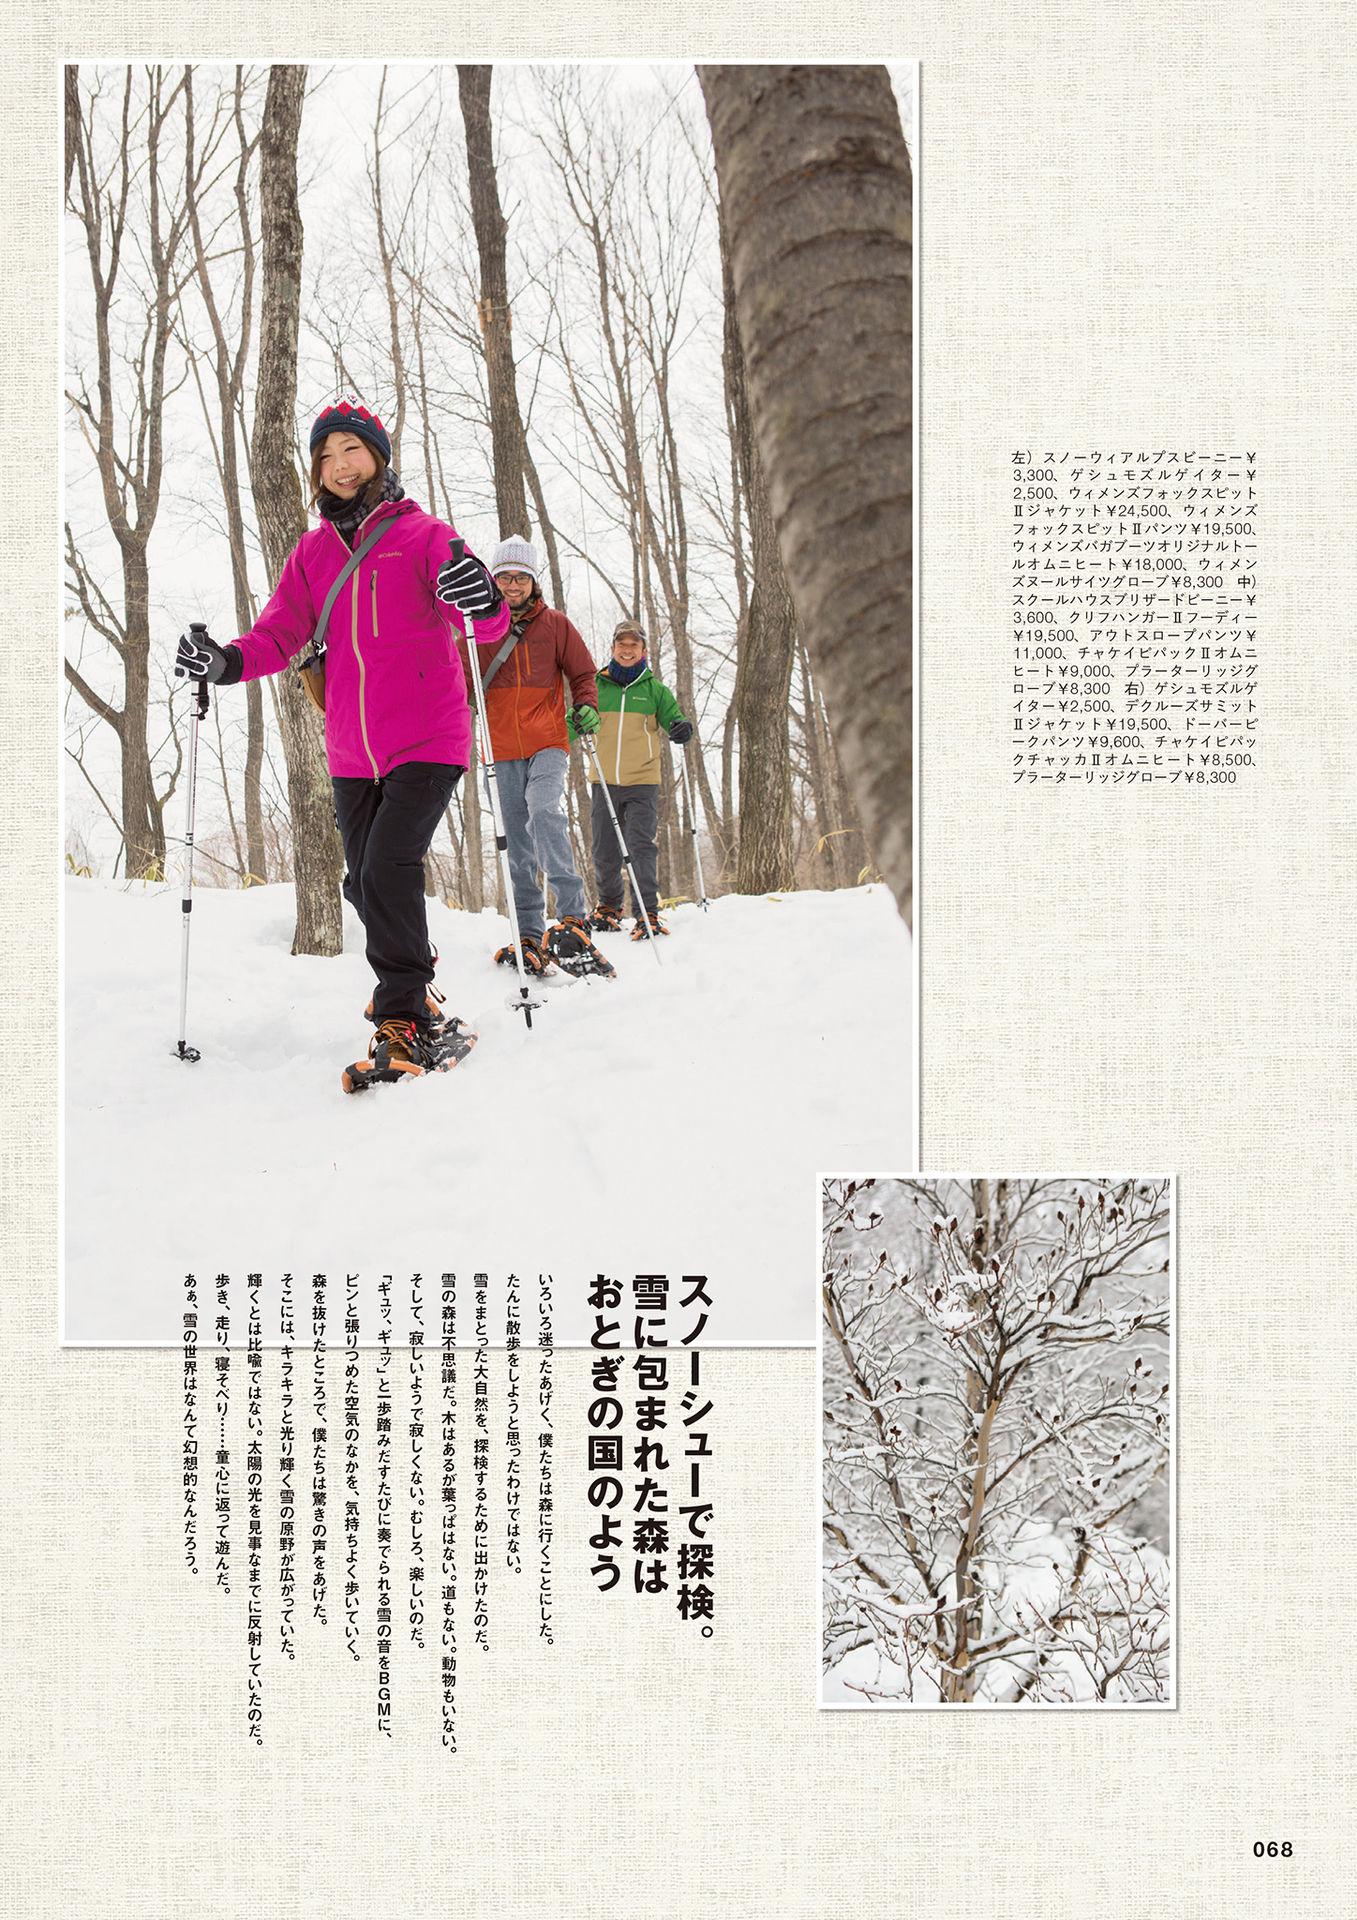 左）スノーウィアルプスビーニー￥
3,300、ゲシュモズルゲイター￥
2,500、ウィメンズフォックスピット
Ⅱジャケット￥24,500、ウィメンズ
フォックスピットⅡパンツ￥19,500、
ウィメンズバガブーツオリジナルトー
ルオムニヒート￥18,000、ウィメン
ズヌールサイツグローブ￥8,300　中）
スクールハウスブリザードビーニー￥
3,600、クリフハンガーⅡフーディー
￥19,500、アウトスロープパンツ￥
11,000、チャケイピパックⅡオムニ
ヒート￥9,000、プラーターリッジグ
ローブ￥8,300　右）ゲシュモズルゲ
イター￥2,500、デクルーズサミット
Ⅱジャケット￥19,500、ドーバーピ
ークパンツ￥9,600、チャケイピパッ
クチャッカⅡオムニヒート￥8,500、
プラーターリッジグローブ￥8,300
スノーシューで探検。
雪に包まれた森は
おとぎの国のよう
いろいろ迷ったあげく、僕たちは森に行くことにした。
たんに散歩をしようと思ったわけではない。
雪をまとった大自然を、探検するために出かけたのだ。
雪の森は不思議だ。木はあるが葉っぱはない。道もない。動物もいない。
そして、寂しいようで寂しくない。むしろ、楽しいのだ。
「ギュッ、ギュッ」と一歩踏みだすたびに奏でられる雪の音をBGMに、
ピンと張りつめた空気のなかを、気持ちよく歩いていく。
森を抜けたところで、僕たちは驚きの声をあげた。
そこには、キラキラと光り輝く雪の原野が広がっていた。
輝くとは比喩ではない。太陽の光を見事なまでに反射していたのだ。
歩き、走り、寝そべり……童心に返って遊んだ。
あぁ、雪の世界はなんて幻想的なんだろう。
068
Columbia